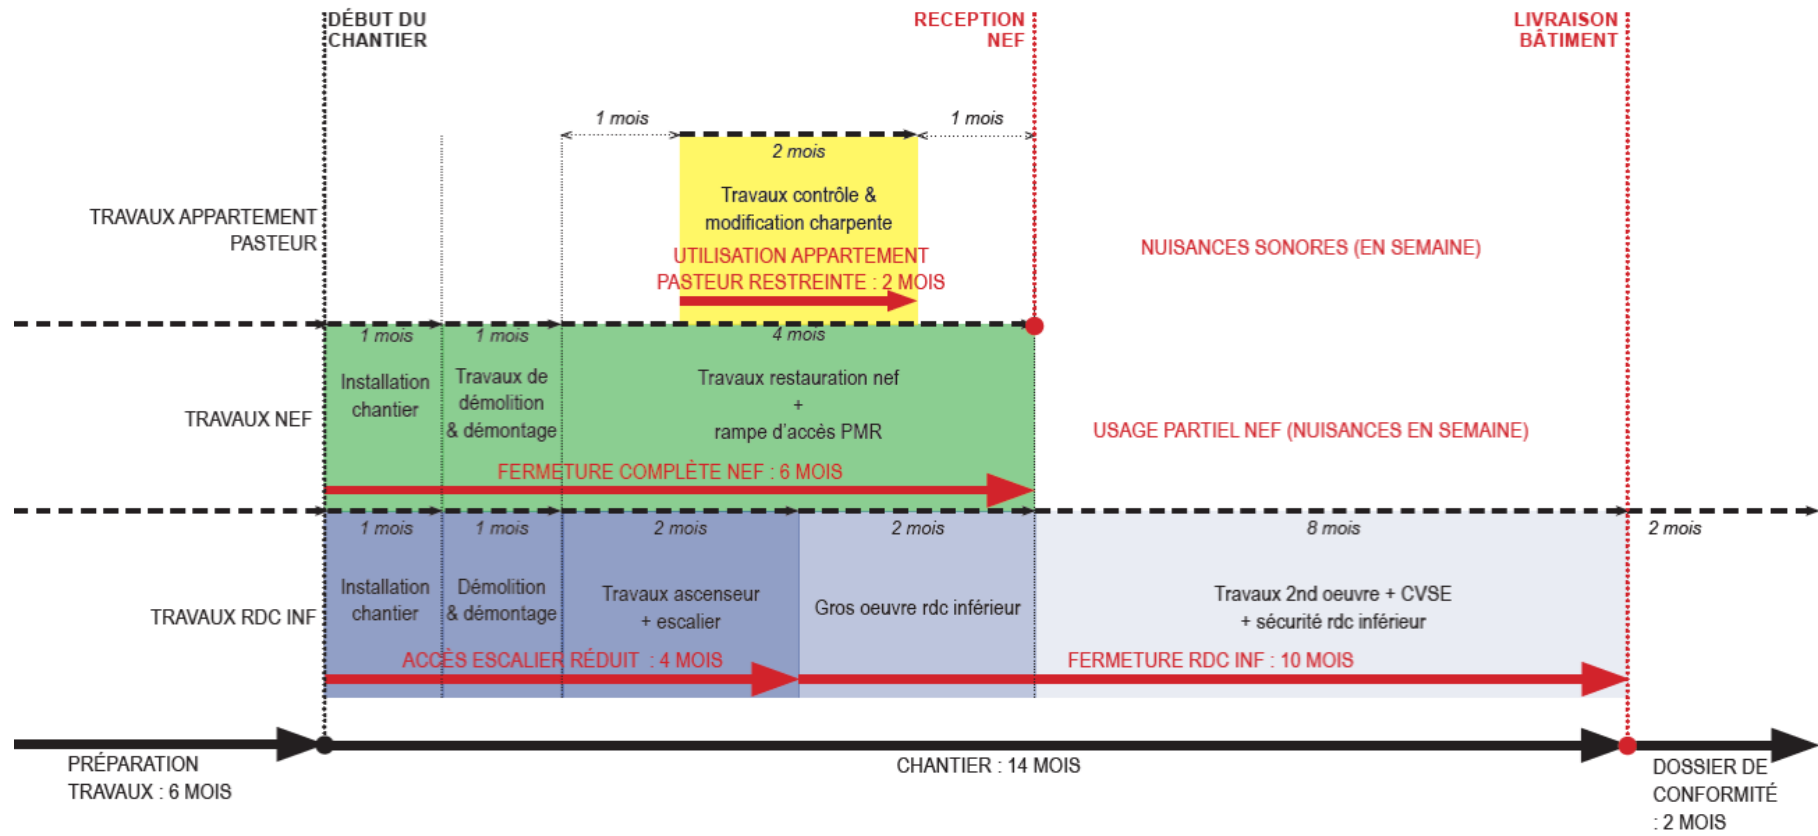 DÉBUT DU
CHANTIER
RECEPTION
NEF
LIVRAISON
BÂTIMENT
1 mois
1 mois
2 mois
TRAVAUX APPARTEMENT
PASTEUR
Travaux contrôle &
modification charpente
UTILISATION APPARTEMENT
PASTEUR RESTREINTE : 2 MOIS
NUISANCES SONORES (EN SEMAINE)
1 mois
1 mois
4 mois
TRAVAUX NEF
Installation
chantier
Travaux de
démolition
& démontage
Travaux restauration nef
+
rampe d'accès PMR
USAGE PARTIEL NEF (NUISANCES EN SEMAINE)
FERMETURE COMPLÈTE NEF : 6 MOIS
1 mois
1 mois
2 mois
2 mois
8 mois
2 mois
TRAVAUX RDC INF
Installation
chantier
Démolition
& démontage
Travaux ascenseur
+ escalier
Gros oeuvre rdc inférieur
Travaux 2nd oeuvre + CVSE
+ sécurité rdc inférieur
ACCÈS ESCALIER RÉDUIT : 4 MOIS
FERMETURE RDC INF : 10 MOIS
PRÉPARATION
TRAVAUX : 6 MOIS
CHANTIER : 14 MOIS
DOSSIER DE
CONFORMITÉ
: 2 MOIS